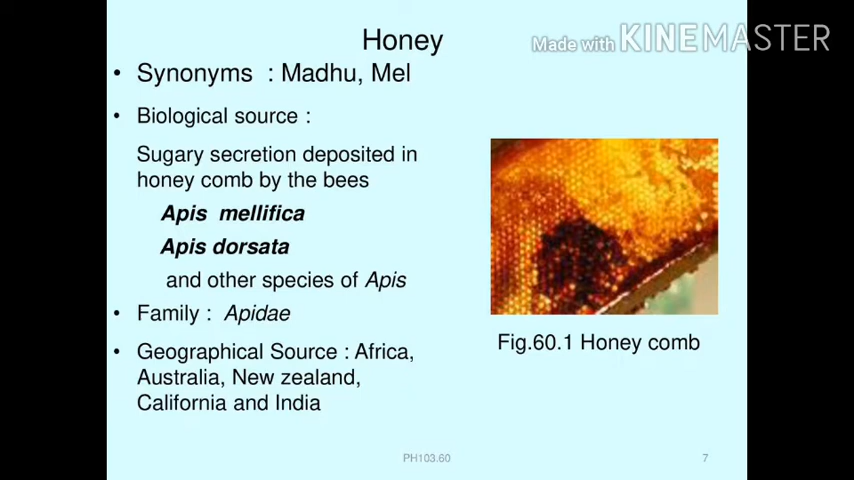 Honey
Made with KINEMASTER
• Synonyms : Madhu, Mel
• Biological source :
Sugary secretion deposited in
honey comb by the bees
Apis mellifica
Apis dorsata
and other species of Apis
• Family : Apidae
• Geographical Source : Africa,
Australia, New zealand,
California and India
Fig.60.1 Honey comb
PH103.60
7